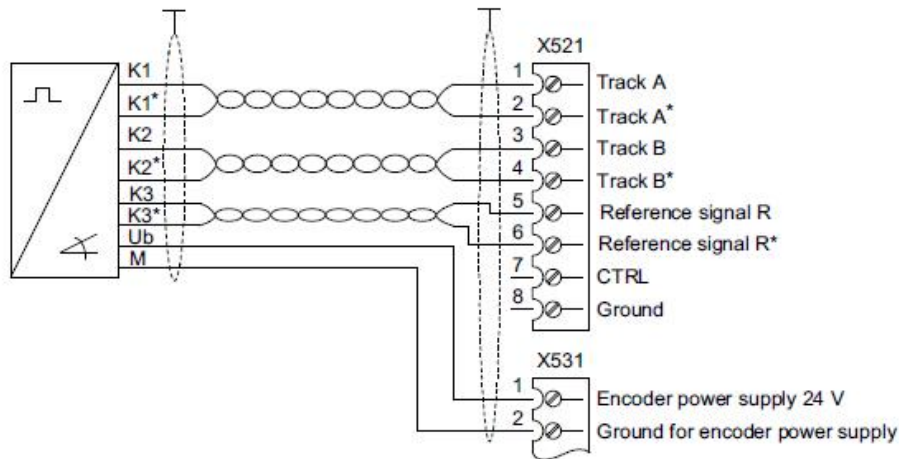 X521
K1
1 Track A
K1*
2 Track A*
K2
3 Track B
K2*
4 Track B*
K3
5 Reference signal R
K3*
6 Reference signal R*
Ub
M
7 CTRL
8 Ground
X531
1 Encoder power supply 24 V
2 Ground for encoder power supply